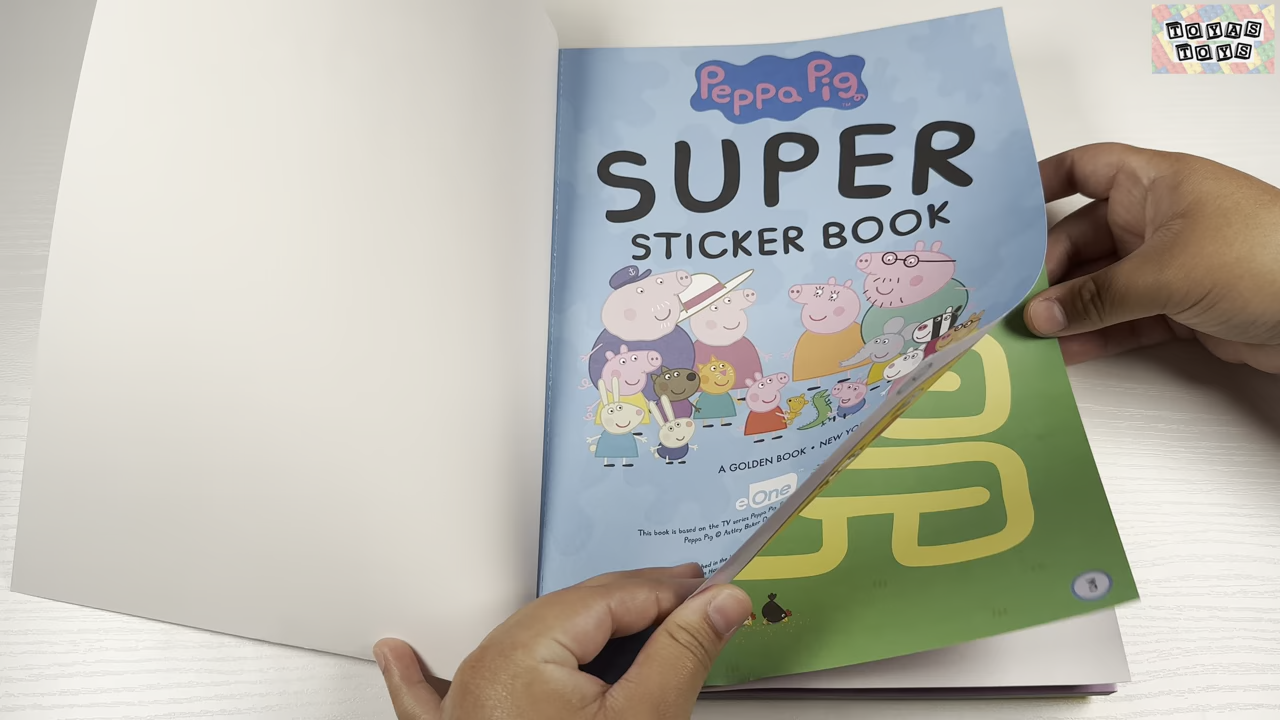 TOYAS
TOYS
Peppa Pig
SUPER
STICKER BOOK
A GOLDEN BOOK • NEW YO
eOne
This book is based on the TV series Peppa Pig.
Peppa Pig © Astley Baker D